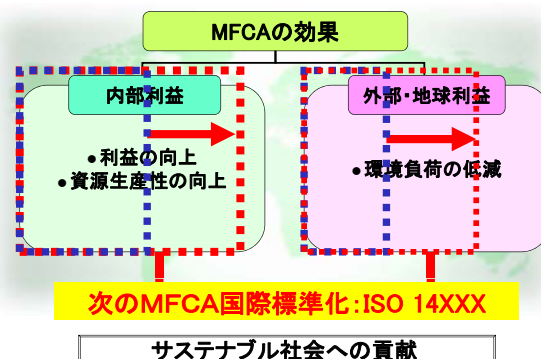 MFCAの効果
内部利益
外部・地球利益
●利益の向上
●資源生産性の向上
●環境負荷の低減
次のMFCA国際標準化:ISO 14XXX
サステナブル社会への貢献